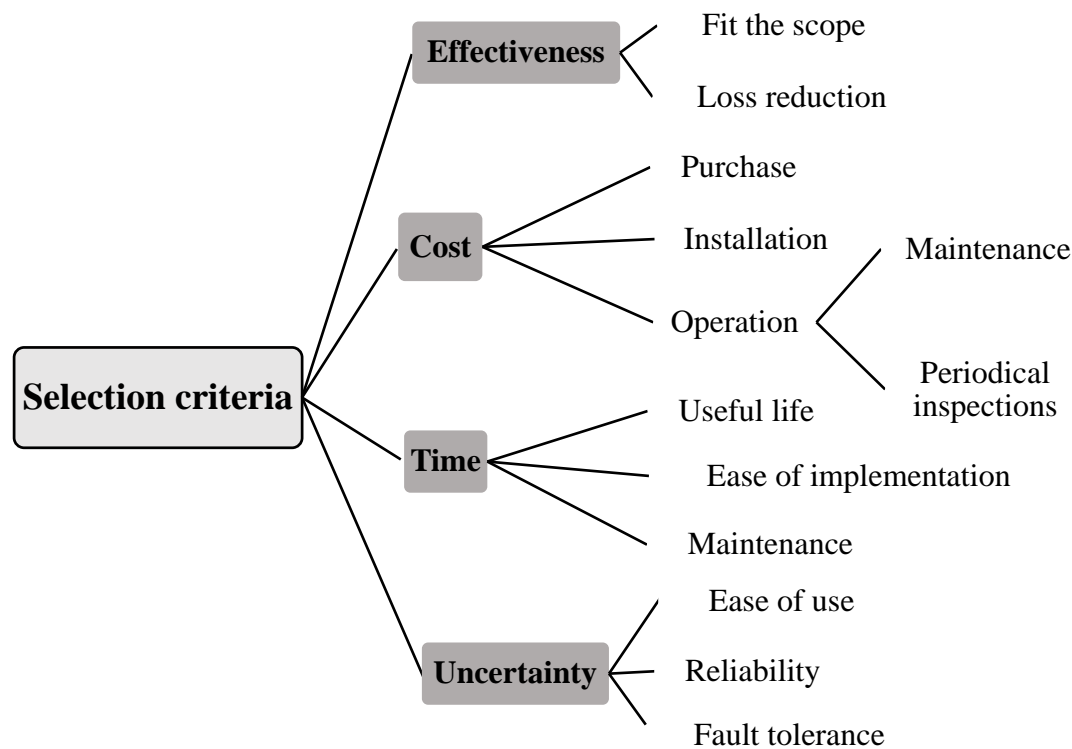 Effectiveness
Fit the scope
Loss reduction
Cost
Purchase
Installation
Operation
Maintenance
Periodical
inspections
Selection criteria
Time
Useful life
Ease of implementation
Maintenance
Uncertainty
Ease of use
Reliability
Fault tolerance